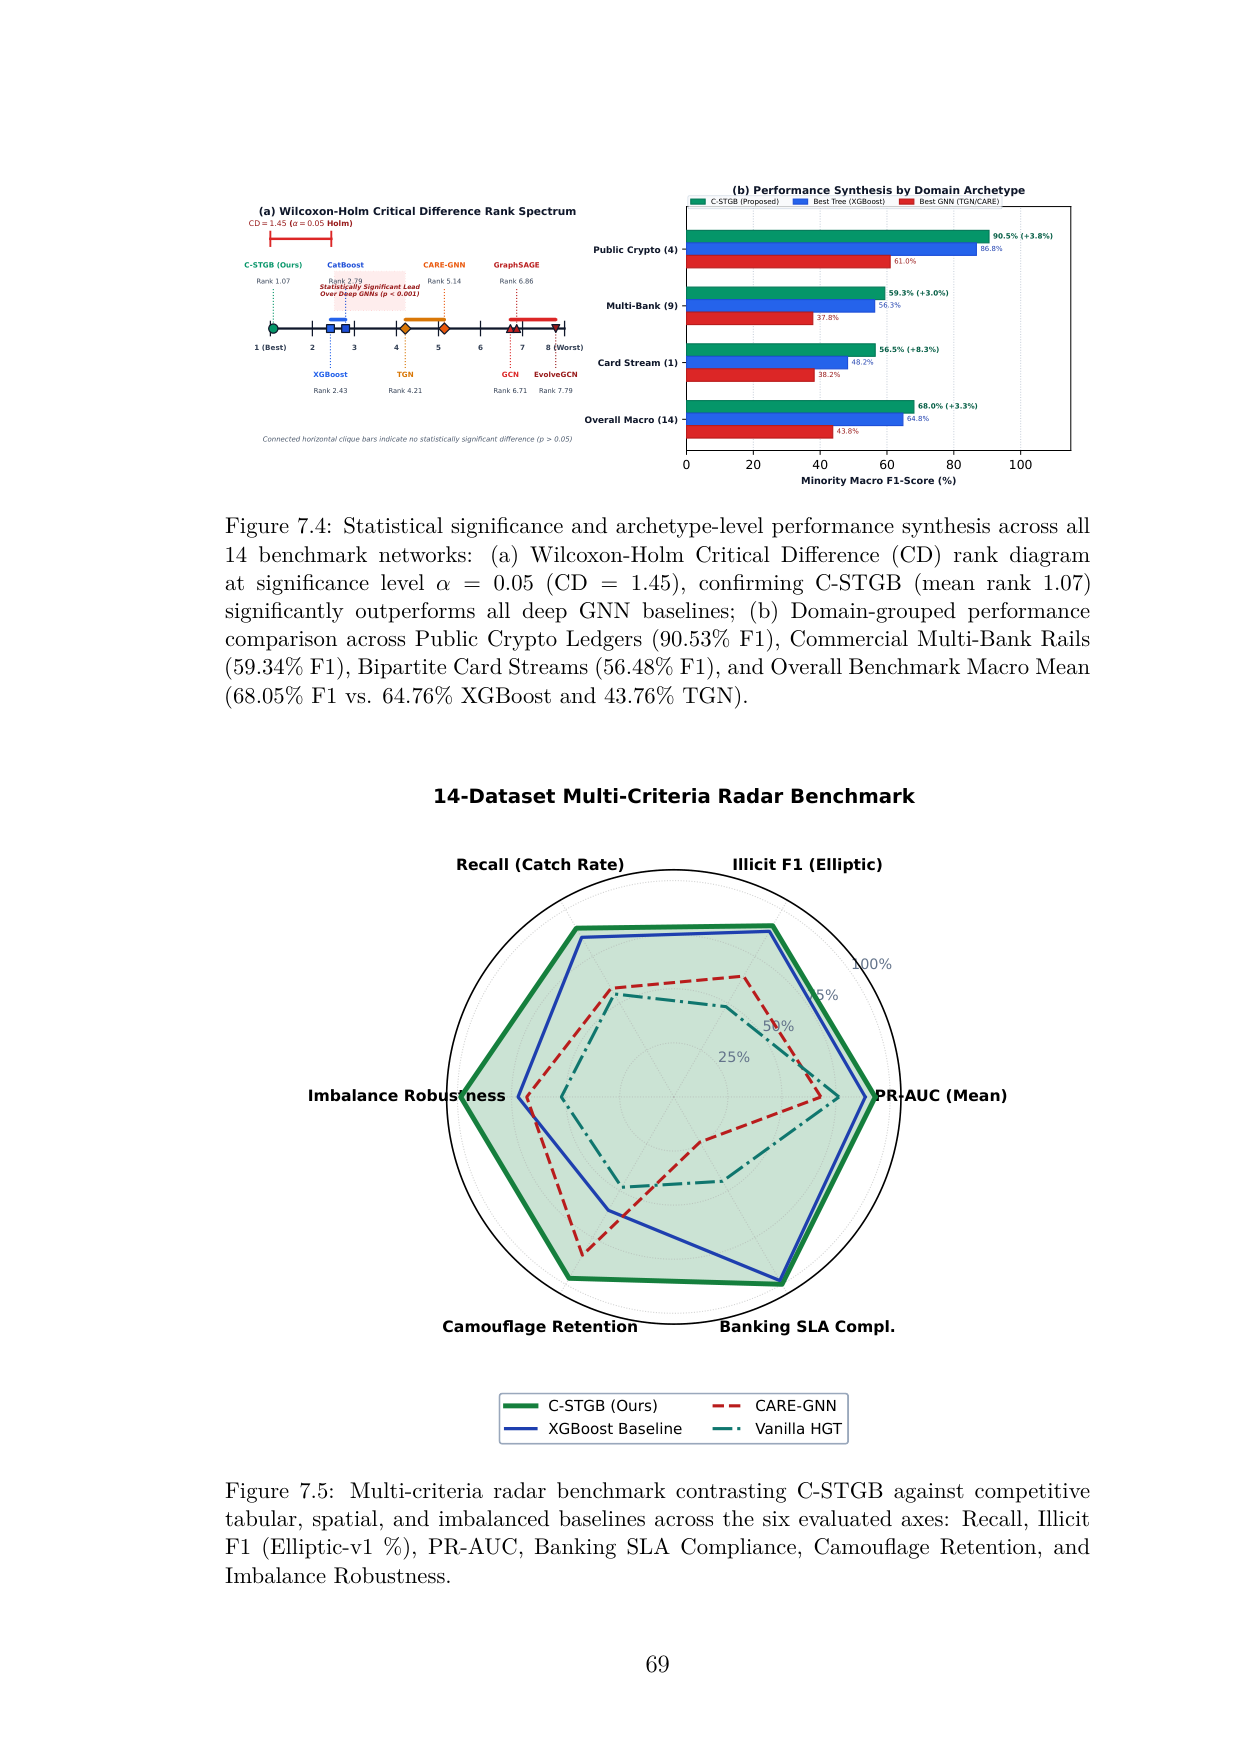 (a) Wilcoxon-Holm Critical Difference Rank Spectrum
CD = 1.45 (α = 0.05 Holm)
C-STGB (Ours)
CatBoost
CARE-GNN
GraphSAGE
Rank 1.07
Rank 2.79
Rank 5.14
Rank 6.86
Statistically Significant Lead
Over Deep GNNs (p < 0.001)
1 (Best)
2
3
4
5
6
7
8 (Worst)
XGBoost
TGN
GCN
EvolveGCN
Rank 2.43
Rank 4.21
Rank 6.71
Rank 7.79
Connected horizontal clique bars indicate no statistically significant difference (p > 0.05)
(b) Performance Synthesis by Domain Archetype
C-STGB (Proposed)
Best Tree (XGBoost)
Best GNN (TGN/CARE)
Public Crypto (4)
90.5% (+3.8%)
86.8%
61.0%
Multi-Bank (9)
59.3% (+3.0%)
56.3%
37.8%
Card Stream (1)
56.5% (+8.3%)
48.2%
38.2%
Overall Macro (14)
68.0% (+3.3%)
64.8%
43.8%
0
20
40
60
80
100
Minority Macro F1-Score (%)
Figure 7.4: Statistical significance and archetype-level performance synthesis across all
14 benchmark networks: (a) Wilcoxon-Holm Critical Difference (CD) rank diagram
at significance level α = 0.05 (CD = 1.45), confirming C-STGB (mean rank 1.07)
significantly outperforms all deep GNN baselines; (b) Domain-grouped performance
comparison across Public Crypto Ledgers (90.53% F1), Commercial Multi-Bank Rails
(59.34% F1), Bipartite Card Streams (56.48% F1), and Overall Benchmark Macro Mean
(68.05% F1 vs. 64.76% XGBoost and 43.76% TGN).
14-Dataset Multi-Criteria Radar Benchmark
Recall (Catch Rate)
Illicit F1 (Elliptic)
100%
75%
50%
25%
Imbalance Robustness
PR-AUC (Mean)
Camouflage Retention
Banking SLA Compl.
C-STGB (Ours)
CARE-GNN
XGBoost Baseline
Vanilla HGT
Figure 7.5: Multi-criteria radar benchmark contrasting C-STGB against competitive
tabular, spatial, and imbalanced baselines across the six evaluated axes: Recall, Illicit
F1 (Elliptic-v1 %), PR-AUC, Banking SLA Compliance, Camouflage Retention, and
Imbalance Robustness.
69